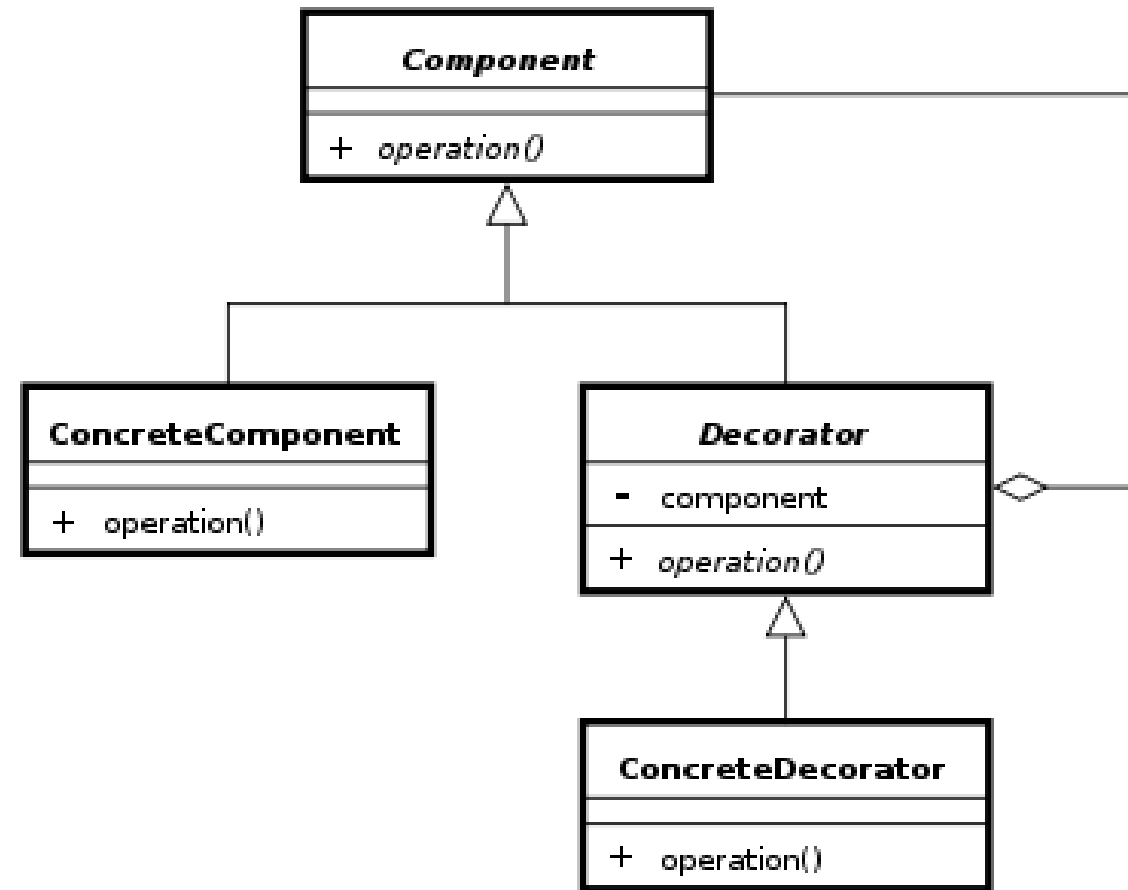 Component
+ operation()
ConcreteComponent
+ operation()
Decorator
- component
+ operation()
ConcreteDecorator
+ operation()